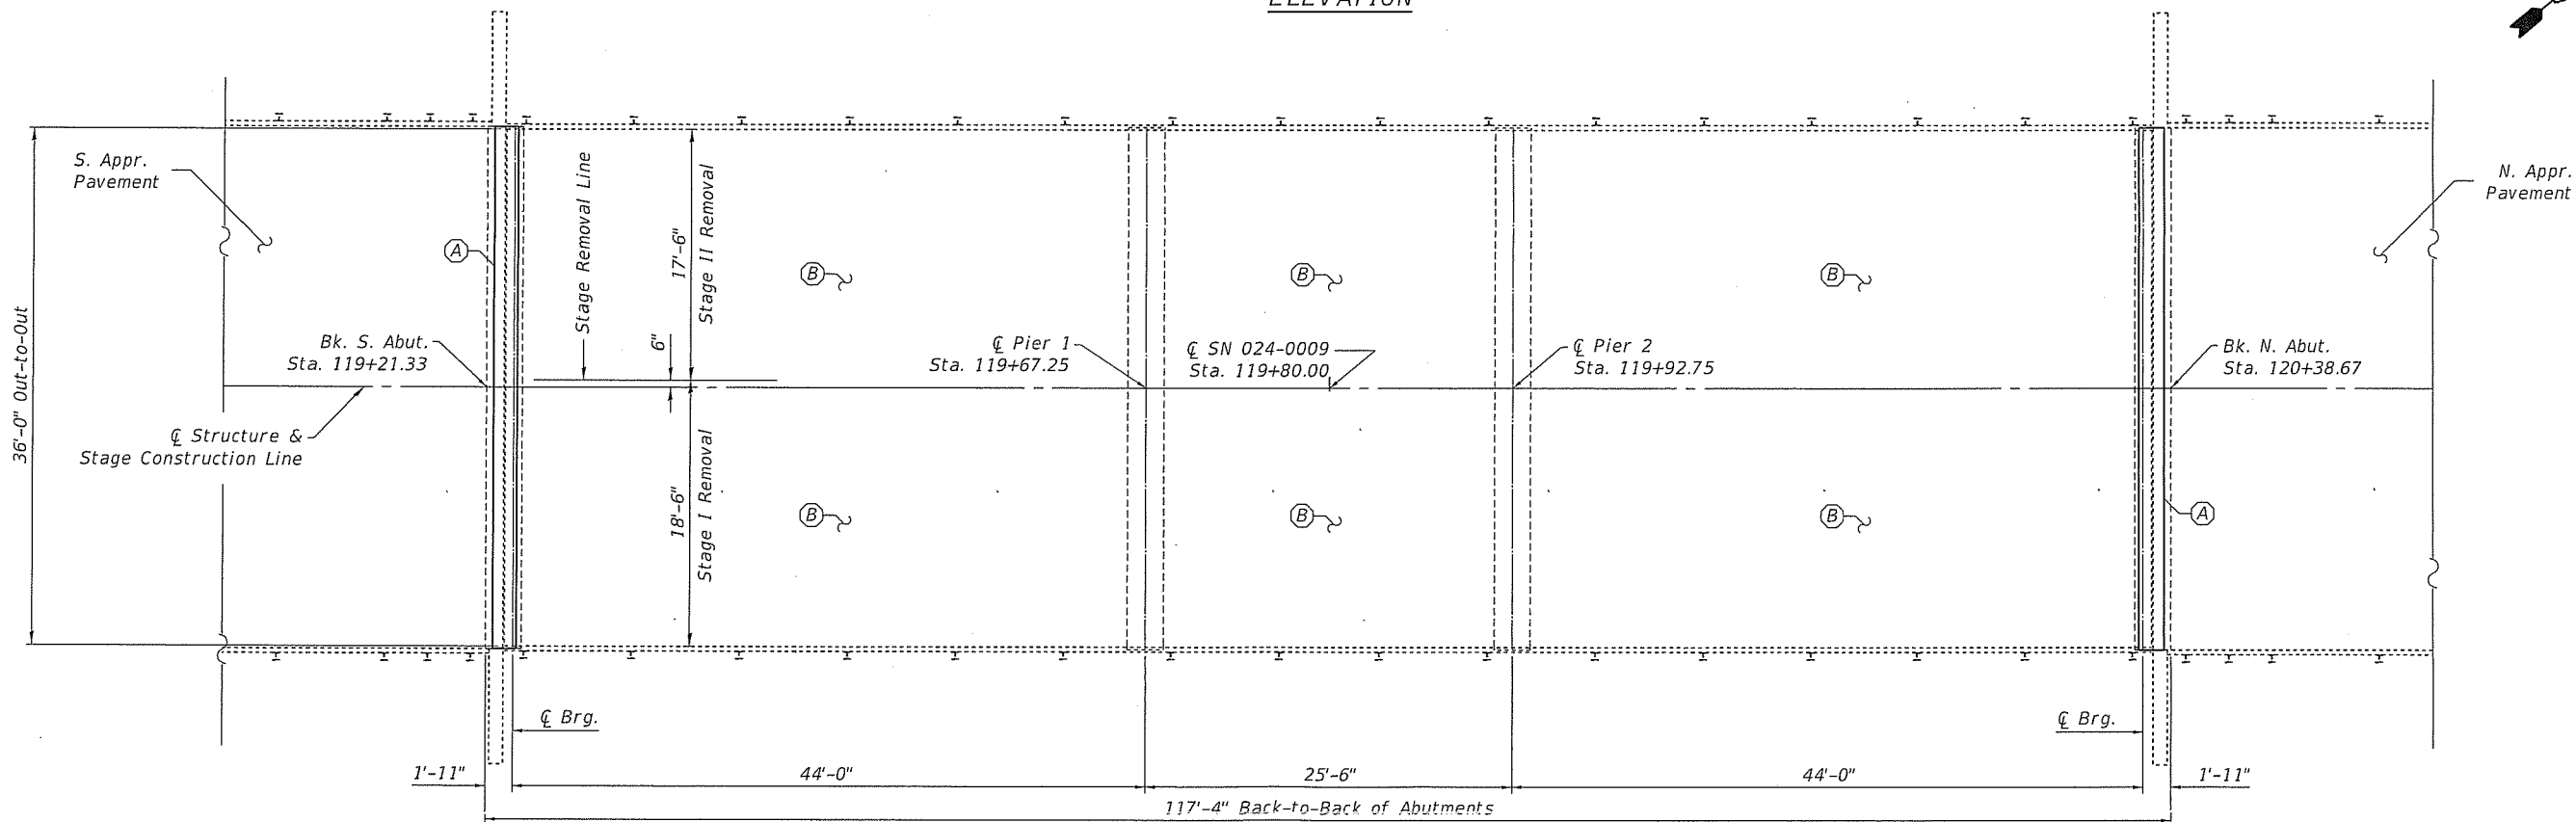 ELEVATION
S. Appr.
Pavement
N. Appr.
Pavement
36'-0" Out-to-Out
A
Stage Removal Line
17'-6"
Stage II Removal
6"
B
B
B
Bk. S. Abut.
Sta. 119+21.33
℄ Pier 1
Sta. 119+67.25
℄ SN 024-0009
Sta. 119+80.00
℄ Pier 2
Sta. 119+92.75
Bk. N. Abut.
Sta. 120+38.67
℄ Structure &
Stage Construction Line
18'-6"
Stage I Removal
B
B
B
A
℄ Brg.
℄ Brg.
1'-11"
44'-0"
25'-6"
44'-0"
1'-11"
117'-4" Back-to-Back of Abutments